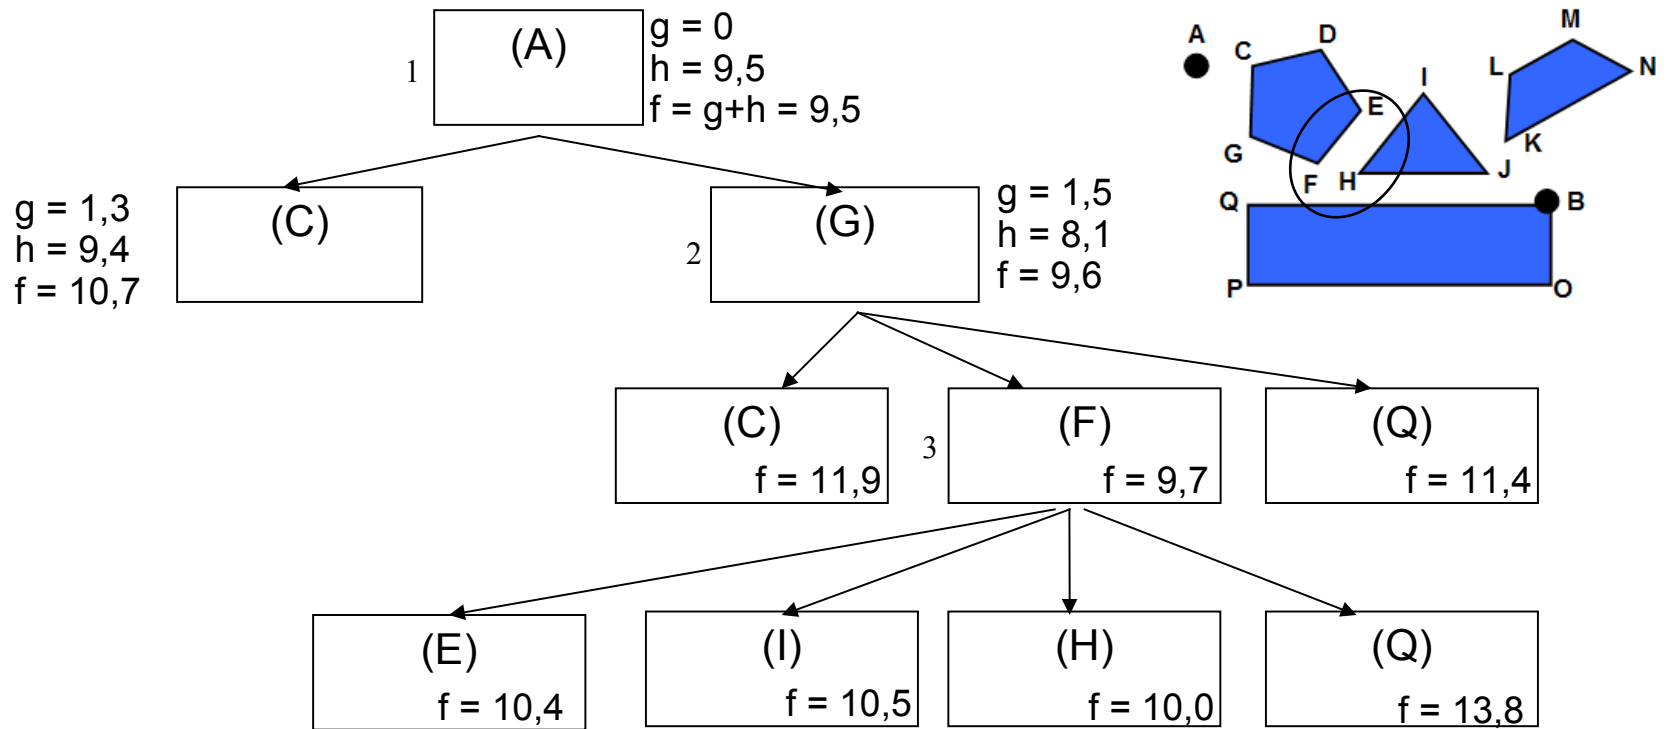 1
(A)
g = 0
h = 9,5
f = g+h = 9,5
g = 1,3
h = 9,4
f = 10,7
(C)
2
(G)
g = 1,5
h = 8,1
f = 9,6
(C)
f = 11,9
3
(F)
f = 9,7
(Q)
f = 11,4
(E)
f = 10,4
(I)
f = 10,5
(H)
f = 10,0
(Q)
f = 13,8
A
C
D
E
G
F
H
I
J
L
M
N
K
Q
B
P
O